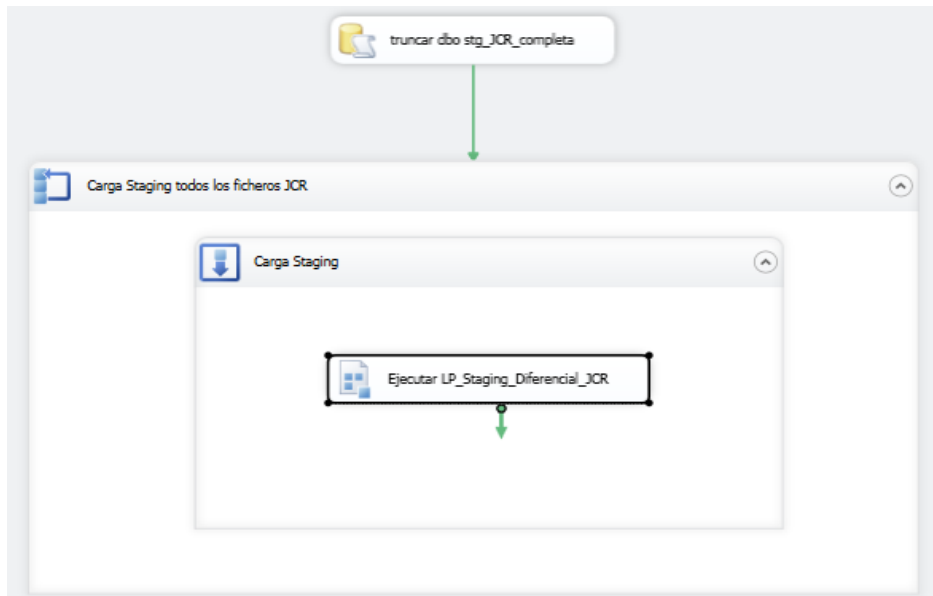 truncar dbo stg_JCR_completa
Carga Staging todos los ficheros JCR
Carga Staging
Ejecutar LP_Staging_Diferencial_JCR